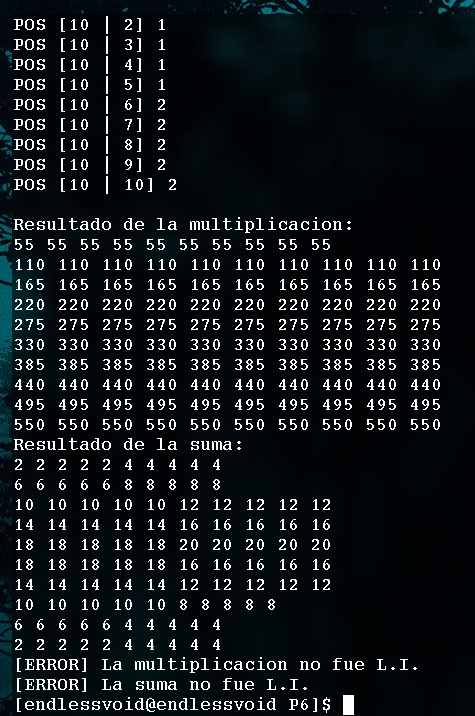 POS [10 | 2] 1
POS [10 | 3] 1
POS [10 | 4] 1
POS [10 | 5] 1
POS [10 | 6] 2
POS [10 | 7] 2
POS [10 | 8] 2
POS [10 | 9] 2
POS [10 | 10] 2
Resultado de la multiplicacion:
55 55 55 55 55 55 55 55 55 55
110 110 110 110 110 110 110 110 110 110
165 165 165 165 165 165 165 165 165 165
220 220 220 220 220 220 220 220 220 220
275 275 275 275 275 275 275 275 275 275
330 330 330 330 330 330 330 330 330 330
385 385 385 385 385 385 385 385 385 385
440 440 440 440 440 440 440 440 440 440
495 495 495 495 495 495 495 495 495 495
550 550 550 550 550 550 550 550 550 550
Resultado de la suma:
2 2 2 2 2 4 4 4 4 4
6 6 6 6 6 8 8 8 8 8
10 10 10 10 10 12 12 12 12 12
14 14 14 14 14 16 16 16 16 16
18 18 18 18 18 20 20 20 20 20
18 18 18 18 18 16 16 16 16 16
14 14 14 14 14 12 12 12 12 12
10 10 10 10 10 8 8 8 8 8
6 6 6 6 6 4 4 4 4 4
2 2 2 2 2 4 4 4 4 4
[ERROR] La multiplicacion no fue L.I.
[ERROR] La suma no fue L.I.
[endlessvoid@endlessvoid P6]$